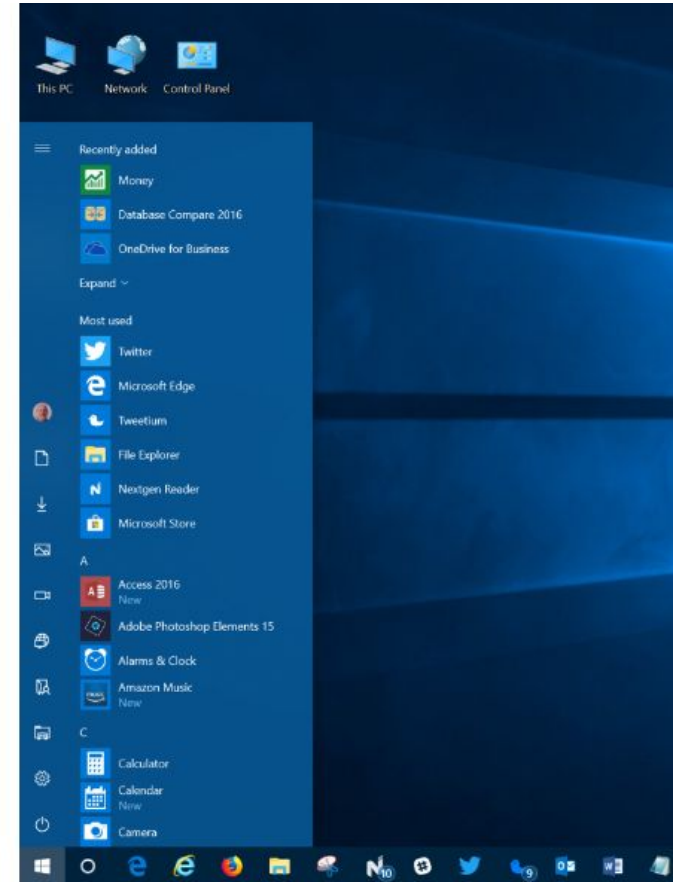 This PC Network Control Panel
Recently added
Money
Database Compare 2016
OneDrive for Business
Expand
Most used
Twitter
Microsoft Edge
Tweetium
File Explorer
Nextgen Reader
Microsoft Store
A
Access 2016
New
Adobe Photoshop Elements 15
Alarms & Clock
Amazon Music
New
C
Calculator
Calendar
New
Camera
10 9